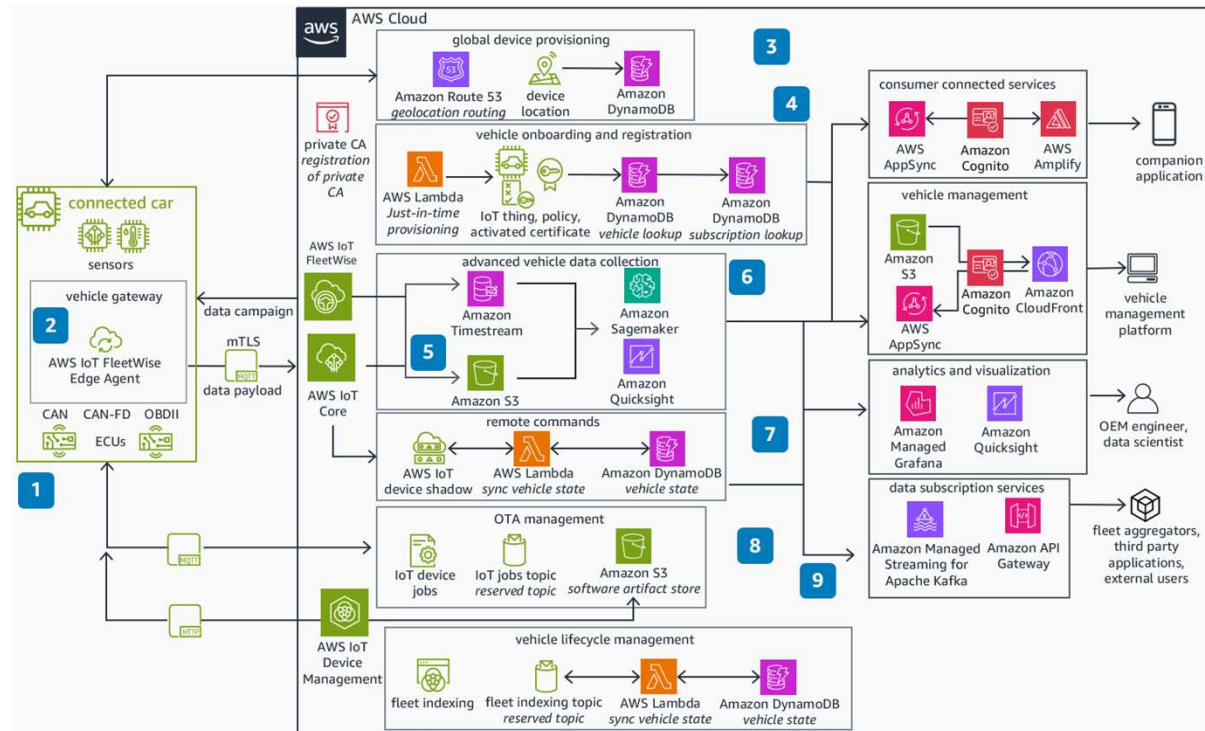 aws
AWS Cloud
global device provisioning
Amazon Route 53
geolocation routing
device
location
Amazon
DynamoDB
3
4
private CA
registration
of private
CA
vehicle onboarding and registration
AWS Lambda
Just-in-time
provisioning
IoT thing, policy,
activated certificate
Amazon
DynamoDB
vehicle lookup
Amazon
DynamoDB
subscription lookup
consumer connected services
AWS
AppSync
Amazon
Cognito
AWS
Amplify
companion
application
connected car
sensors
vehicle gateway
2
AWS IoT FleetWise
Edge Agent
CAN
CAN-FD
OBDII
ECUs
1
AWS IoT
FleetWise
data campaign
mTLS
MQTT
data payload
AWS IoT
Core
advanced vehicle data collection
Amazon
Timestream
5
Amazon S3
Amazon
Sagemaker
Amazon
Quicksight
6
vehicle management
Amazon
S3
AWS
AppSync
Amazon
Cognito
Amazon
CloudFront
vehicle
management
platform
remote commands
AWS IoT
device shadow
AWS Lambda
sync vehicle state
Amazon DynamoDB
vehicle state
7
analytics and visualization
Amazon
Managed
Grafana
Amazon
Quicksight
OEM engineer,
data scientist
OTA management
IoT device
jobs
IoT jobs topic
reserved topic
Amazon S3
software artifact store
8
9
data subscription services
Amazon Managed
Streaming for
Apache Kafka
Amazon API
Gateway
fleet aggregators,
third party
applications,
external users
MQTT
HTTP
AWS IoT
Device
Management
vehicle lifecycle management
fleet indexing
fleet indexing topic
reserved topic
AWS Lambda
sync vehicle state
Amazon DynamoDB
vehicle state